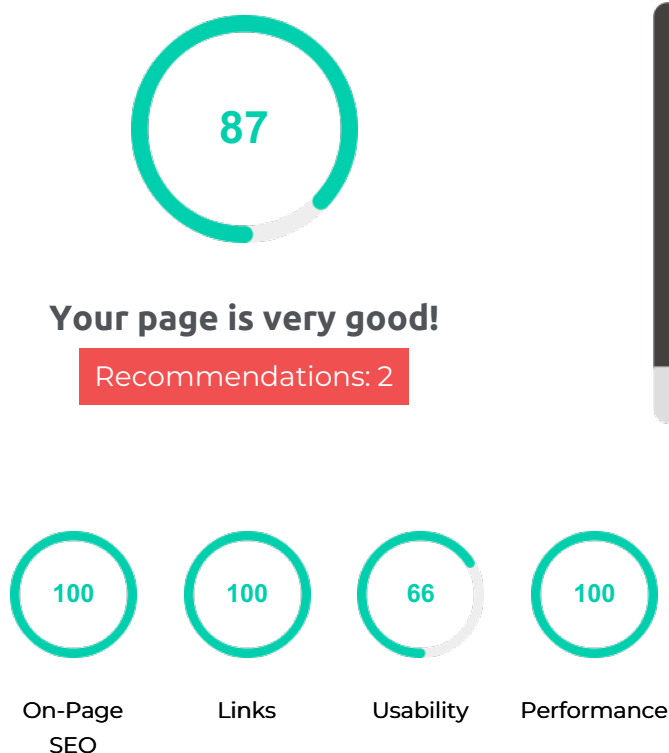 87
Your page is very good!
Recommendations: 2
100
100
66
100
On-Page
SEO
Links
Usability
Performance